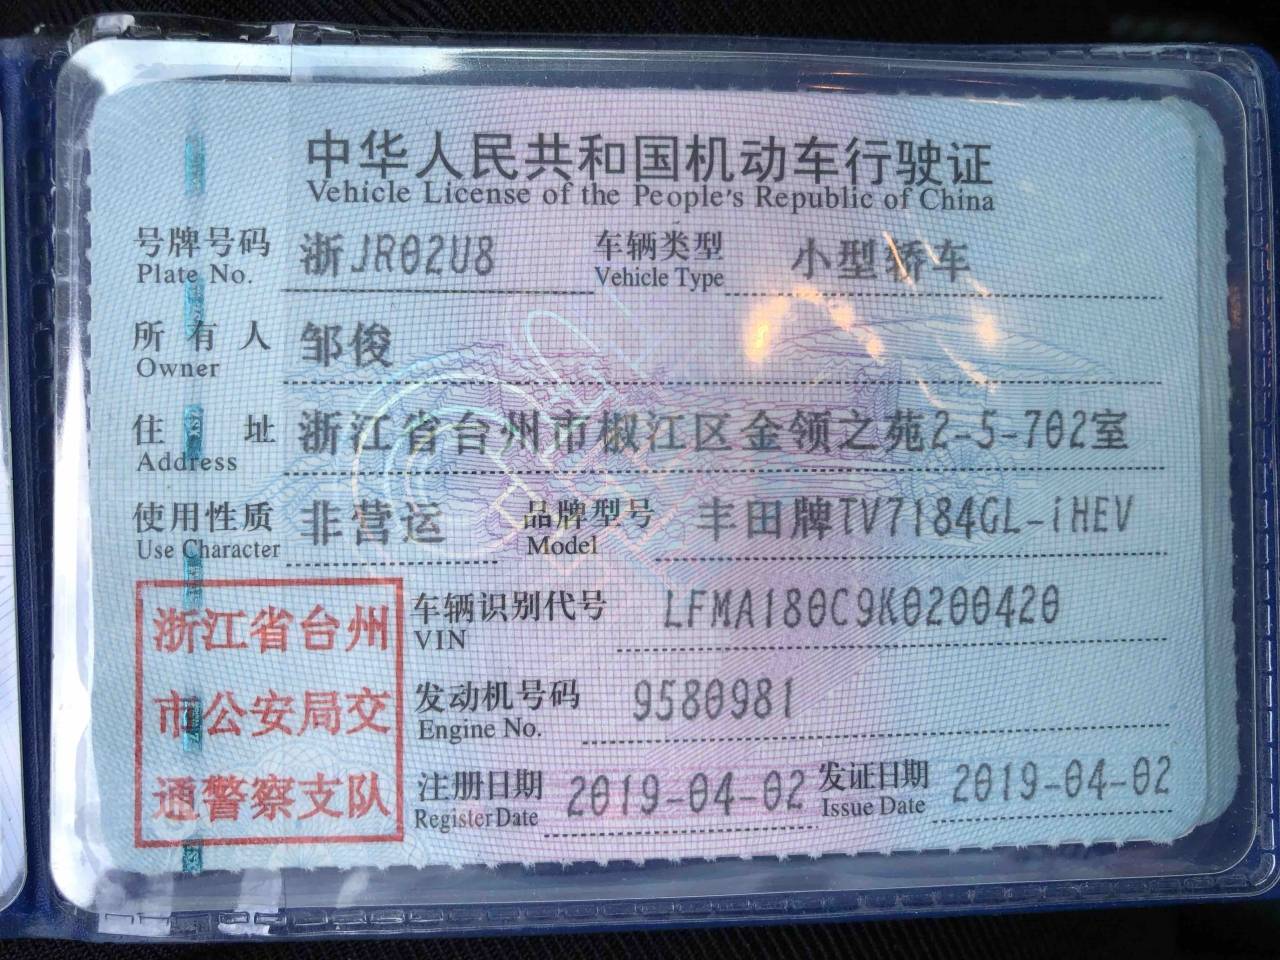 中华人民共和国机动车行驶证
Vehicle License of the People's Republic of China
号牌号码 浙JR02U8 车辆类型 小型轿车
Plate No. Vehicle Type
所有人 邹俊
Owner
住址 浙江省台州市椒江区金领之苑2-5-702室
Address
使用性质 非营运 品牌型号 丰田牌TV7184GL-iHEV
Use Character Model
浙江省台州
市公安局交
通警察支队
车辆识别代号 LFMA180C9K0200420
VIN
发动机号码 9580981
Engine No.
注册日期 2019-04-02 发证日期 2019-04-02
Register Date Issue Date